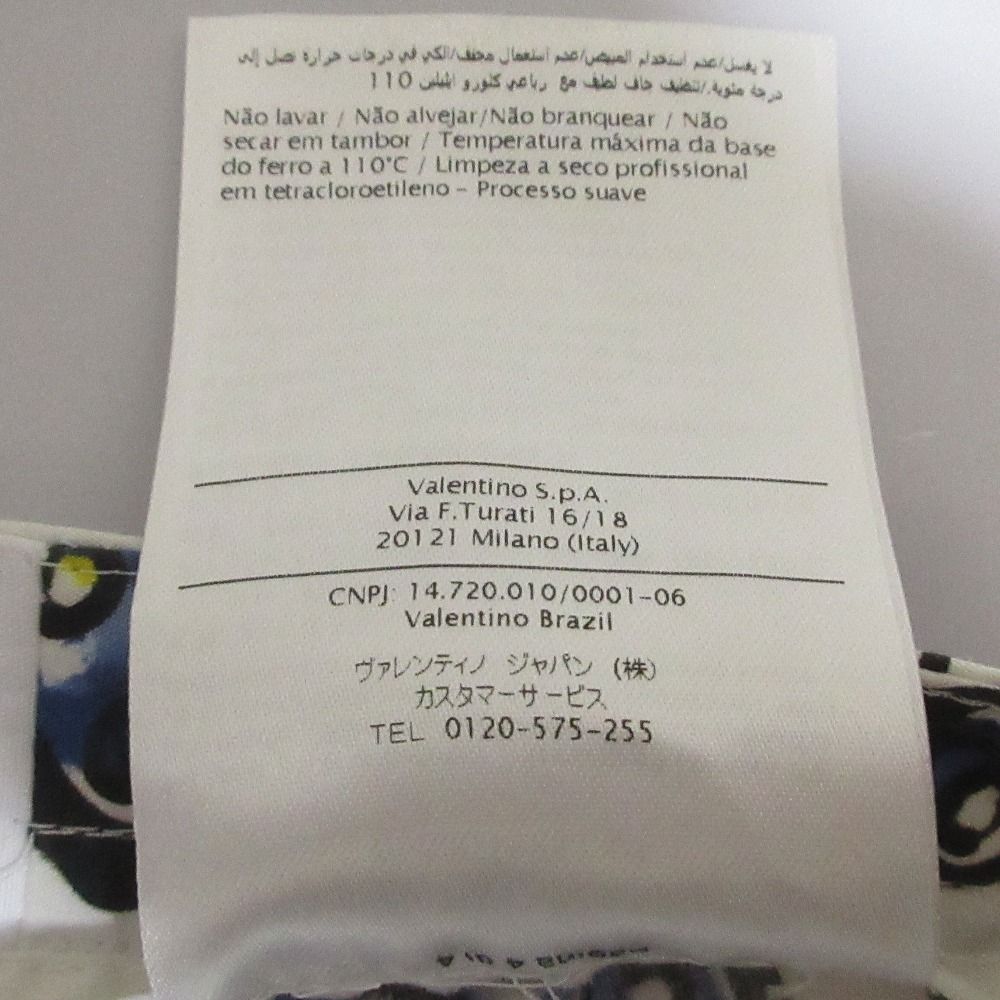 لا يغسل/عدم أستخدام المبيض/عدم أستعمال مجفف/الكي في درجات حرارة تصل إلى
110 درجة مئوية./تنظيف جاف لطيف مع رباعي كلورو إيثيلين
Não lavar / Não alvejar/Não branquear / Não
secar em tambor / Temperatura máxima da base
do ferro a 110°C / Limpeza a seco profissional
em tetracloroetileno – Processo suave
Valentino S.p.A.
Via F.Turati 16/18
20121 Milano (Italy)
CNPJ: 14.720.010/0001-06
Valentino Brazil
ヴァレンティノ ジャパン (株)
カスタマーサービス
TEL 0120-575-255